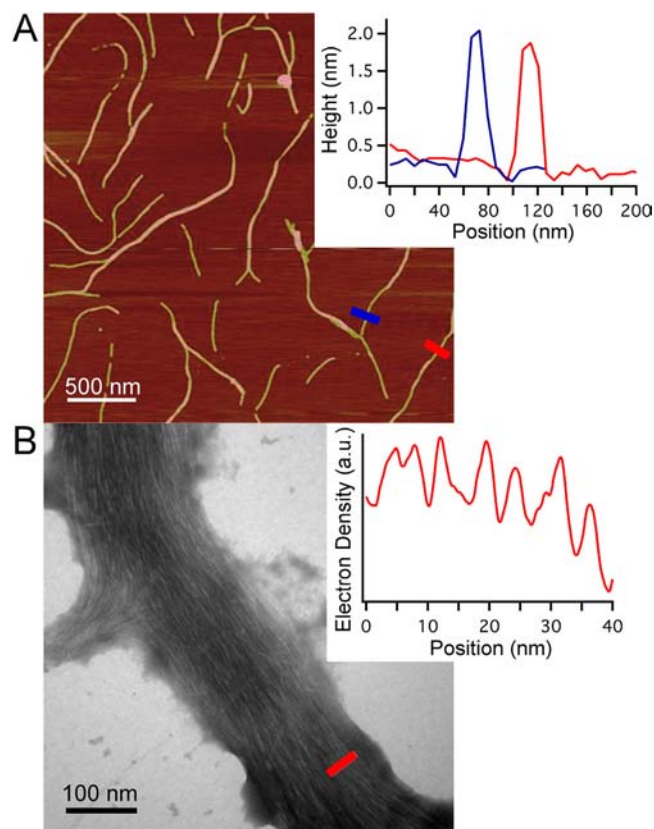 A
Height (nm)
2.0
1.5
1.0
0.5
0.0
0 40 80 120 160 200
Position (nm)
500 nm
B
Electron Density (a.u.)
0 10 20 30 40
Position (nm)
100 nm